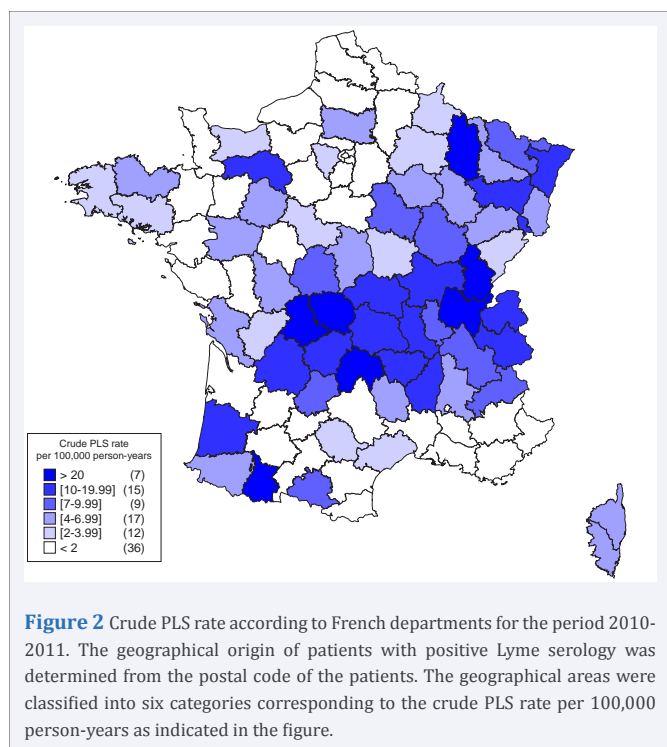 Crude PLS rate
per 100,000 person-years
> 20 (7)
[10-19.99] (15)
[7-9.99] (9)
[4-6.99] (17)
[2-3.99] (12)
< 2 (36)
Figure 2 Crude PLS rate according to French departments for the period 2010-
2011. The geographical origin of patients with positive Lyme serology was
determined from the postal code of the patients. The geographical areas were
classified into six categories corresponding to the crude PLS rate per 100,000
person-years as indicated in the figure.